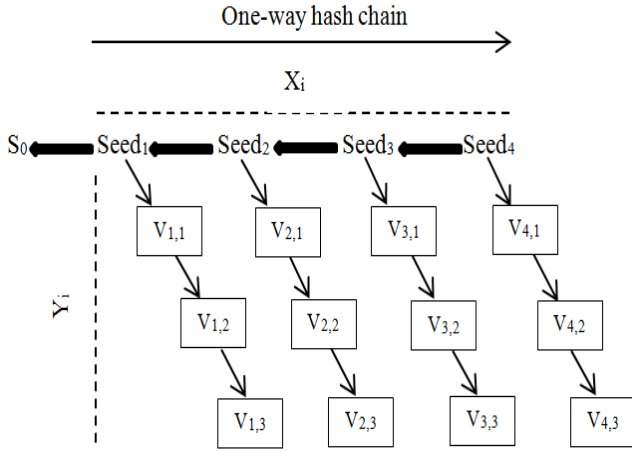 One-way hash chain
Xi
S0 Seed1 Seed2 Seed3 Seed4
V1,1 V2,1 V3,1 V4,1
Yi
V1,2 V2,2 V3,2 V4,2
V1,3 V2,3 V3,3 V4,3